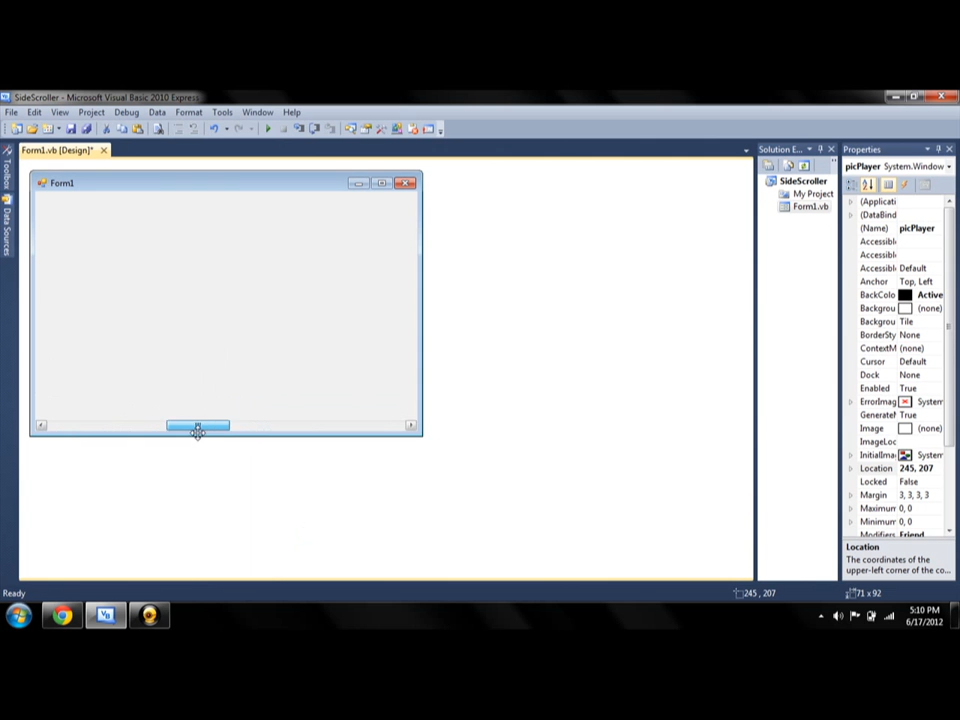 SideScroller - Microsoft Visual Basic 2010 Express
File Edit View Project Debug Data Format Tools Window Help
Form1.vb [Design]*
Toolbox
Data Sources
Form1
Solution E...
SideScroller
My Project
Form1.vb
Properties
picPlayer System.Window
(Applicati
(DataBind
(Name) picPlayer
Accessibl
Accessibl
Accessibl Default
Anchor Top, Left
BackColo Active
Backgrou (none)
Backgrou Tile
BorderSty None
ContextM (none)
Cursor Default
Dock None
Enabled True
ErrorImag System
Generatel True
Image (none)
ImageLoc
InitialIma System
Location 245, 207
Locked False
Margin 3, 3, 3, 3
Maximum 0, 0
Minimum 0, 0
Modifiers Friend
Location
The coordinates of the
upper-left corner of the co...
Ready
245 , 207
71 x 92
5:10 PM
6/17/2012